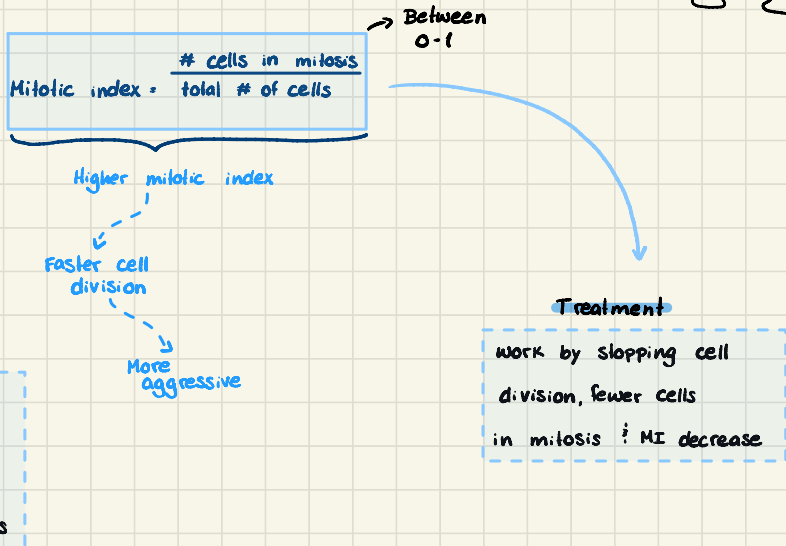 Between
0-1
# cells in mitosis
Mitotic index = total # of cells
Higher mitotic index
Faster cell
division
More
aggressive
Treatment
work by stopping cell
division, fewer cells
in mitosis & MI decrease
s